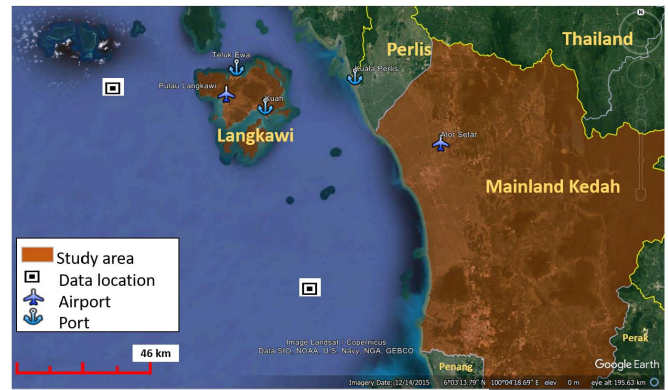 N
Thailand
Perlis
Teluk Ewa
Kuala Perlis
Pulau Langkawi
Kuah
Langkawi
Alor Setar
Mainland Kedah
Study area
Data location
Airport
Port
46 km
Image Landsat / Copernicus
Data SIO, NOAA, U.S. Navy, NGA, GEBCO
Perak
Penang
Google Earth
Imagery Date: 12/14/2015 6°03'13.79" N 100°04'18.69" E elev 0 m eye alt 195.63 km